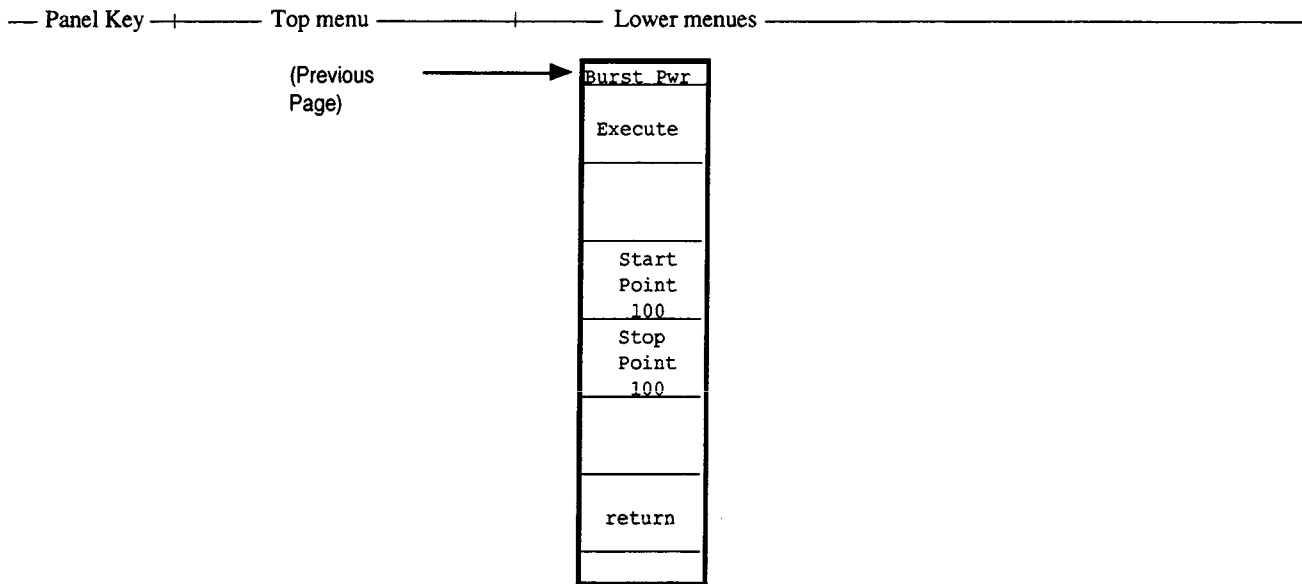 Panel Key Top menu Lower menues
(Previous
Page)
Burst Pwr
Execute
Start
Point
100
Stop
Point
100
return